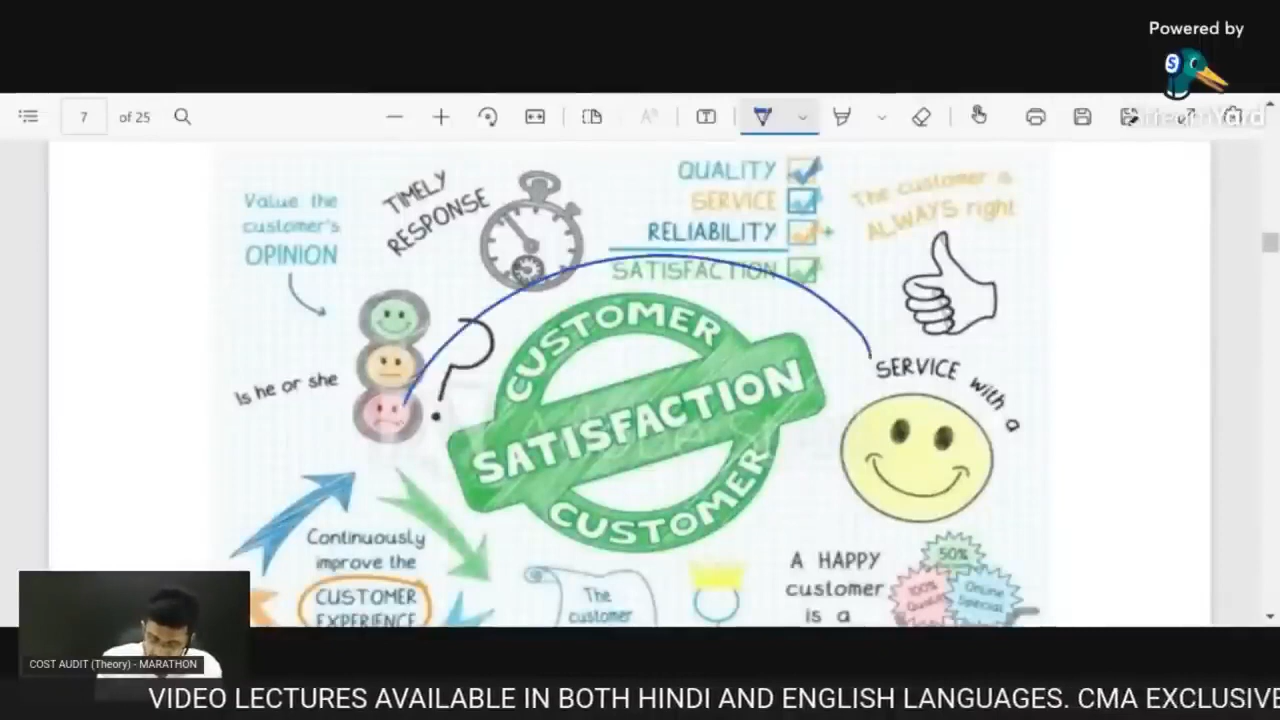 Powered by
StreamYard
7
of 25
Value the
customer's
OPINION
TIMELY
RESPONSE
QUALITY
SERVICE
RELIABILITY
SATISFACTION
The customer is
ALWAYS right
Is he or she
?
CUSTOMER
SATISFACTION
CUSTOMER
SERVICE with a
Continuously
improve the
CUSTOMER
EXPERIENCE
The
customer
A HAPPY
customer
is a
50%
100%
Online
Special
COST AUDIT (Theory) - MARATHON
VIDEO LECTURES AVAILABLE IN BOTH HINDI AND ENGLISH LANGUAGES. CMA EXCLUSIVE